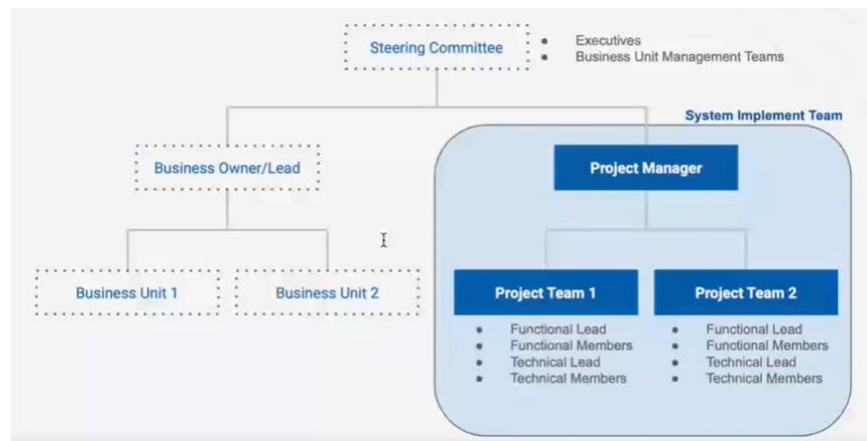 Steering Committee
• Executives
• Business Unit Management Teams
System Implement Team
Business Owner/Lead
Project Manager
Business Unit 1
Business Unit 2
Project Team 1
Project Team 2
• Functional Lead
• Functional Members
• Technical Lead
• Technical Members
• Functional Lead
• Functional Members
• Technical Lead
• Technical Members